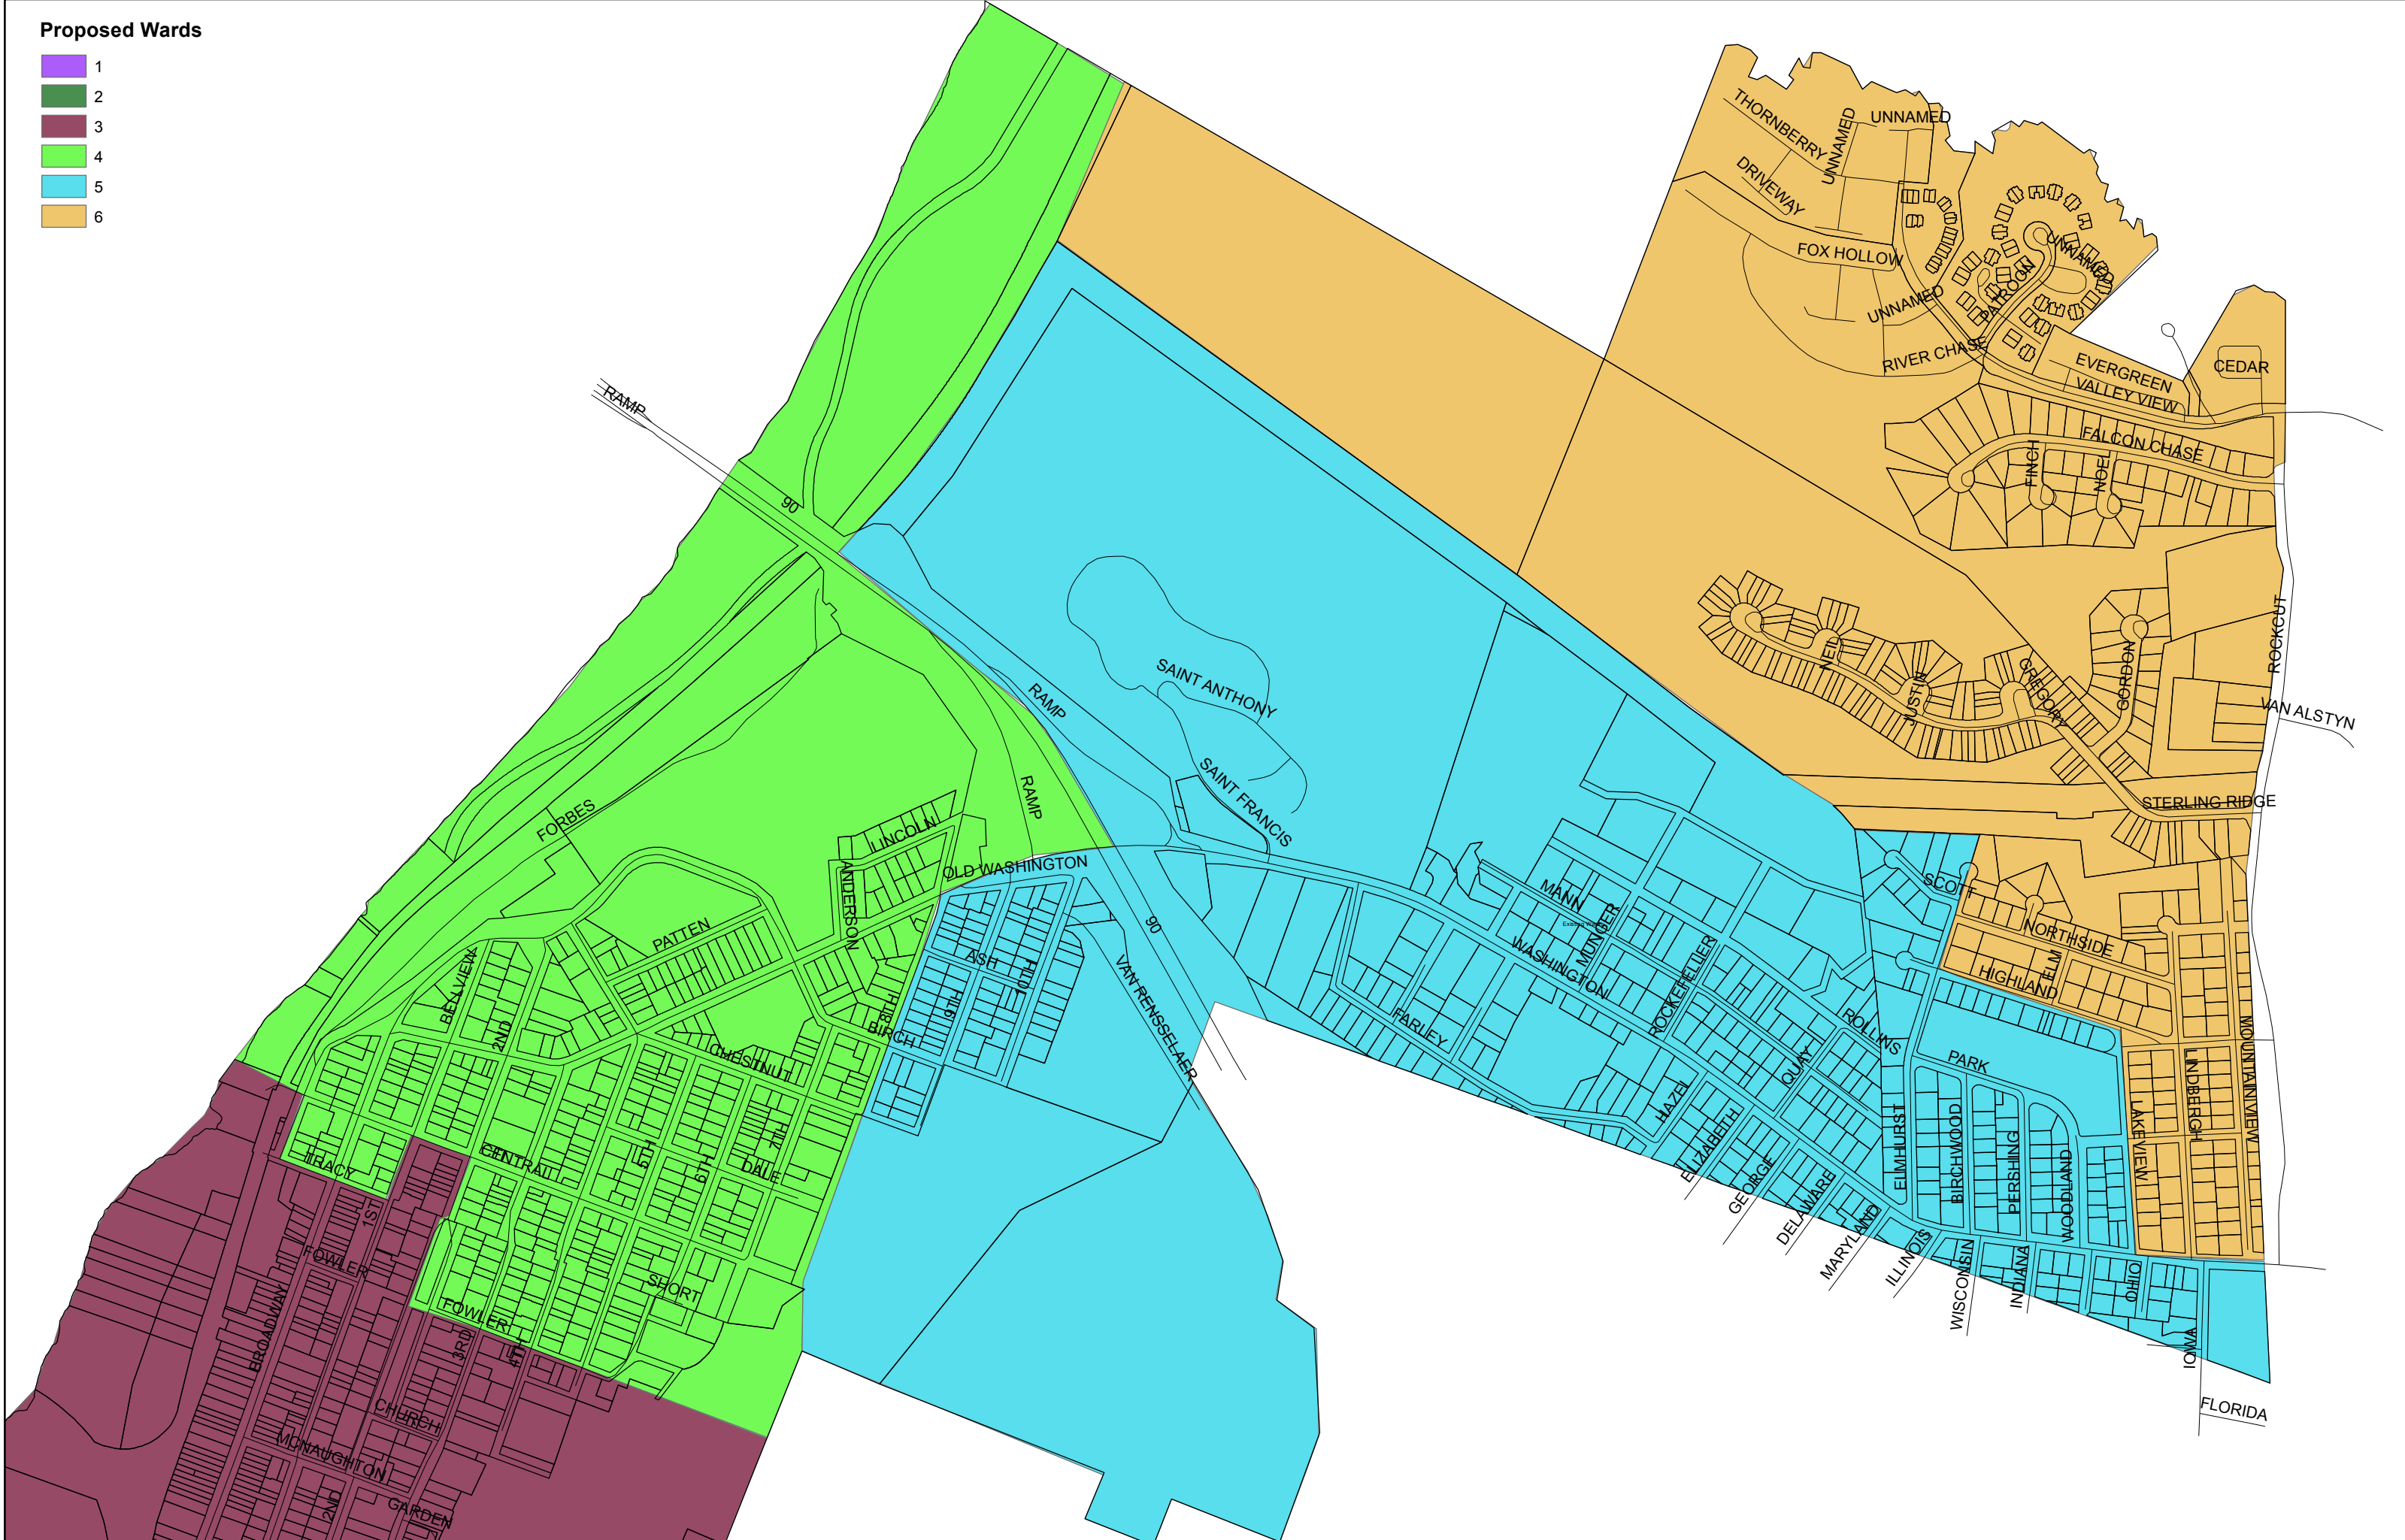 Proposed Wards
1
2
3
4
5
6
THORNBERRY
UNNAMED
UNNAMED
DRIVEWAY
FOX HOLLOW
UNNAMED
PATROON
UNNAMED
RIVER CHASE
EVERGREEN
VALLEY VIEW
CEDAR
FALCON CHASE
FINCH
NOEL
RAMP
90
NEIL
JUSTIN
GREGORY
GORDON
ROCKCUT
VAN ALSTYN
STERLING RIDGE
SAINT ANTHONY
RAMP
SAINT FRANCIS
RAMP
FORBES
LINCOLN
ANDERSON
OLD WASHINGTON
PATTEN
BELLVIEW
2ND
ASH
9TH
10TH
8TH
BIRCH
90
VAN RENSSELAER
CHESTNUT
MANN
MUNGER
WASHINGTON
ROCKEFELLER
FARLEY
SCOTT
NORTHSIDE
ELM
HIGHLAND
ROLLINS
QUAY
PARK
MOUNTAINVIEW
LINDBERGH
LAKEVIEW
HAZEL
ELIZABETH
GEORGE
DELAWARE
MARYLAND
ILLINOIS
ELMHURST
BIRCHWOOD
PERSHING
WOODLAND
WISCONSIN
INDIANA
OHIO
IOWA
FLORIDA
TRACY
CENTRAL
5TH
6TH
7TH
DALE
1ST
FOWLER
SHORT
BROADWAY
FOWLER
3RD
4TH
CHURCH
MCNAUGHTON
2ND
GARDEN